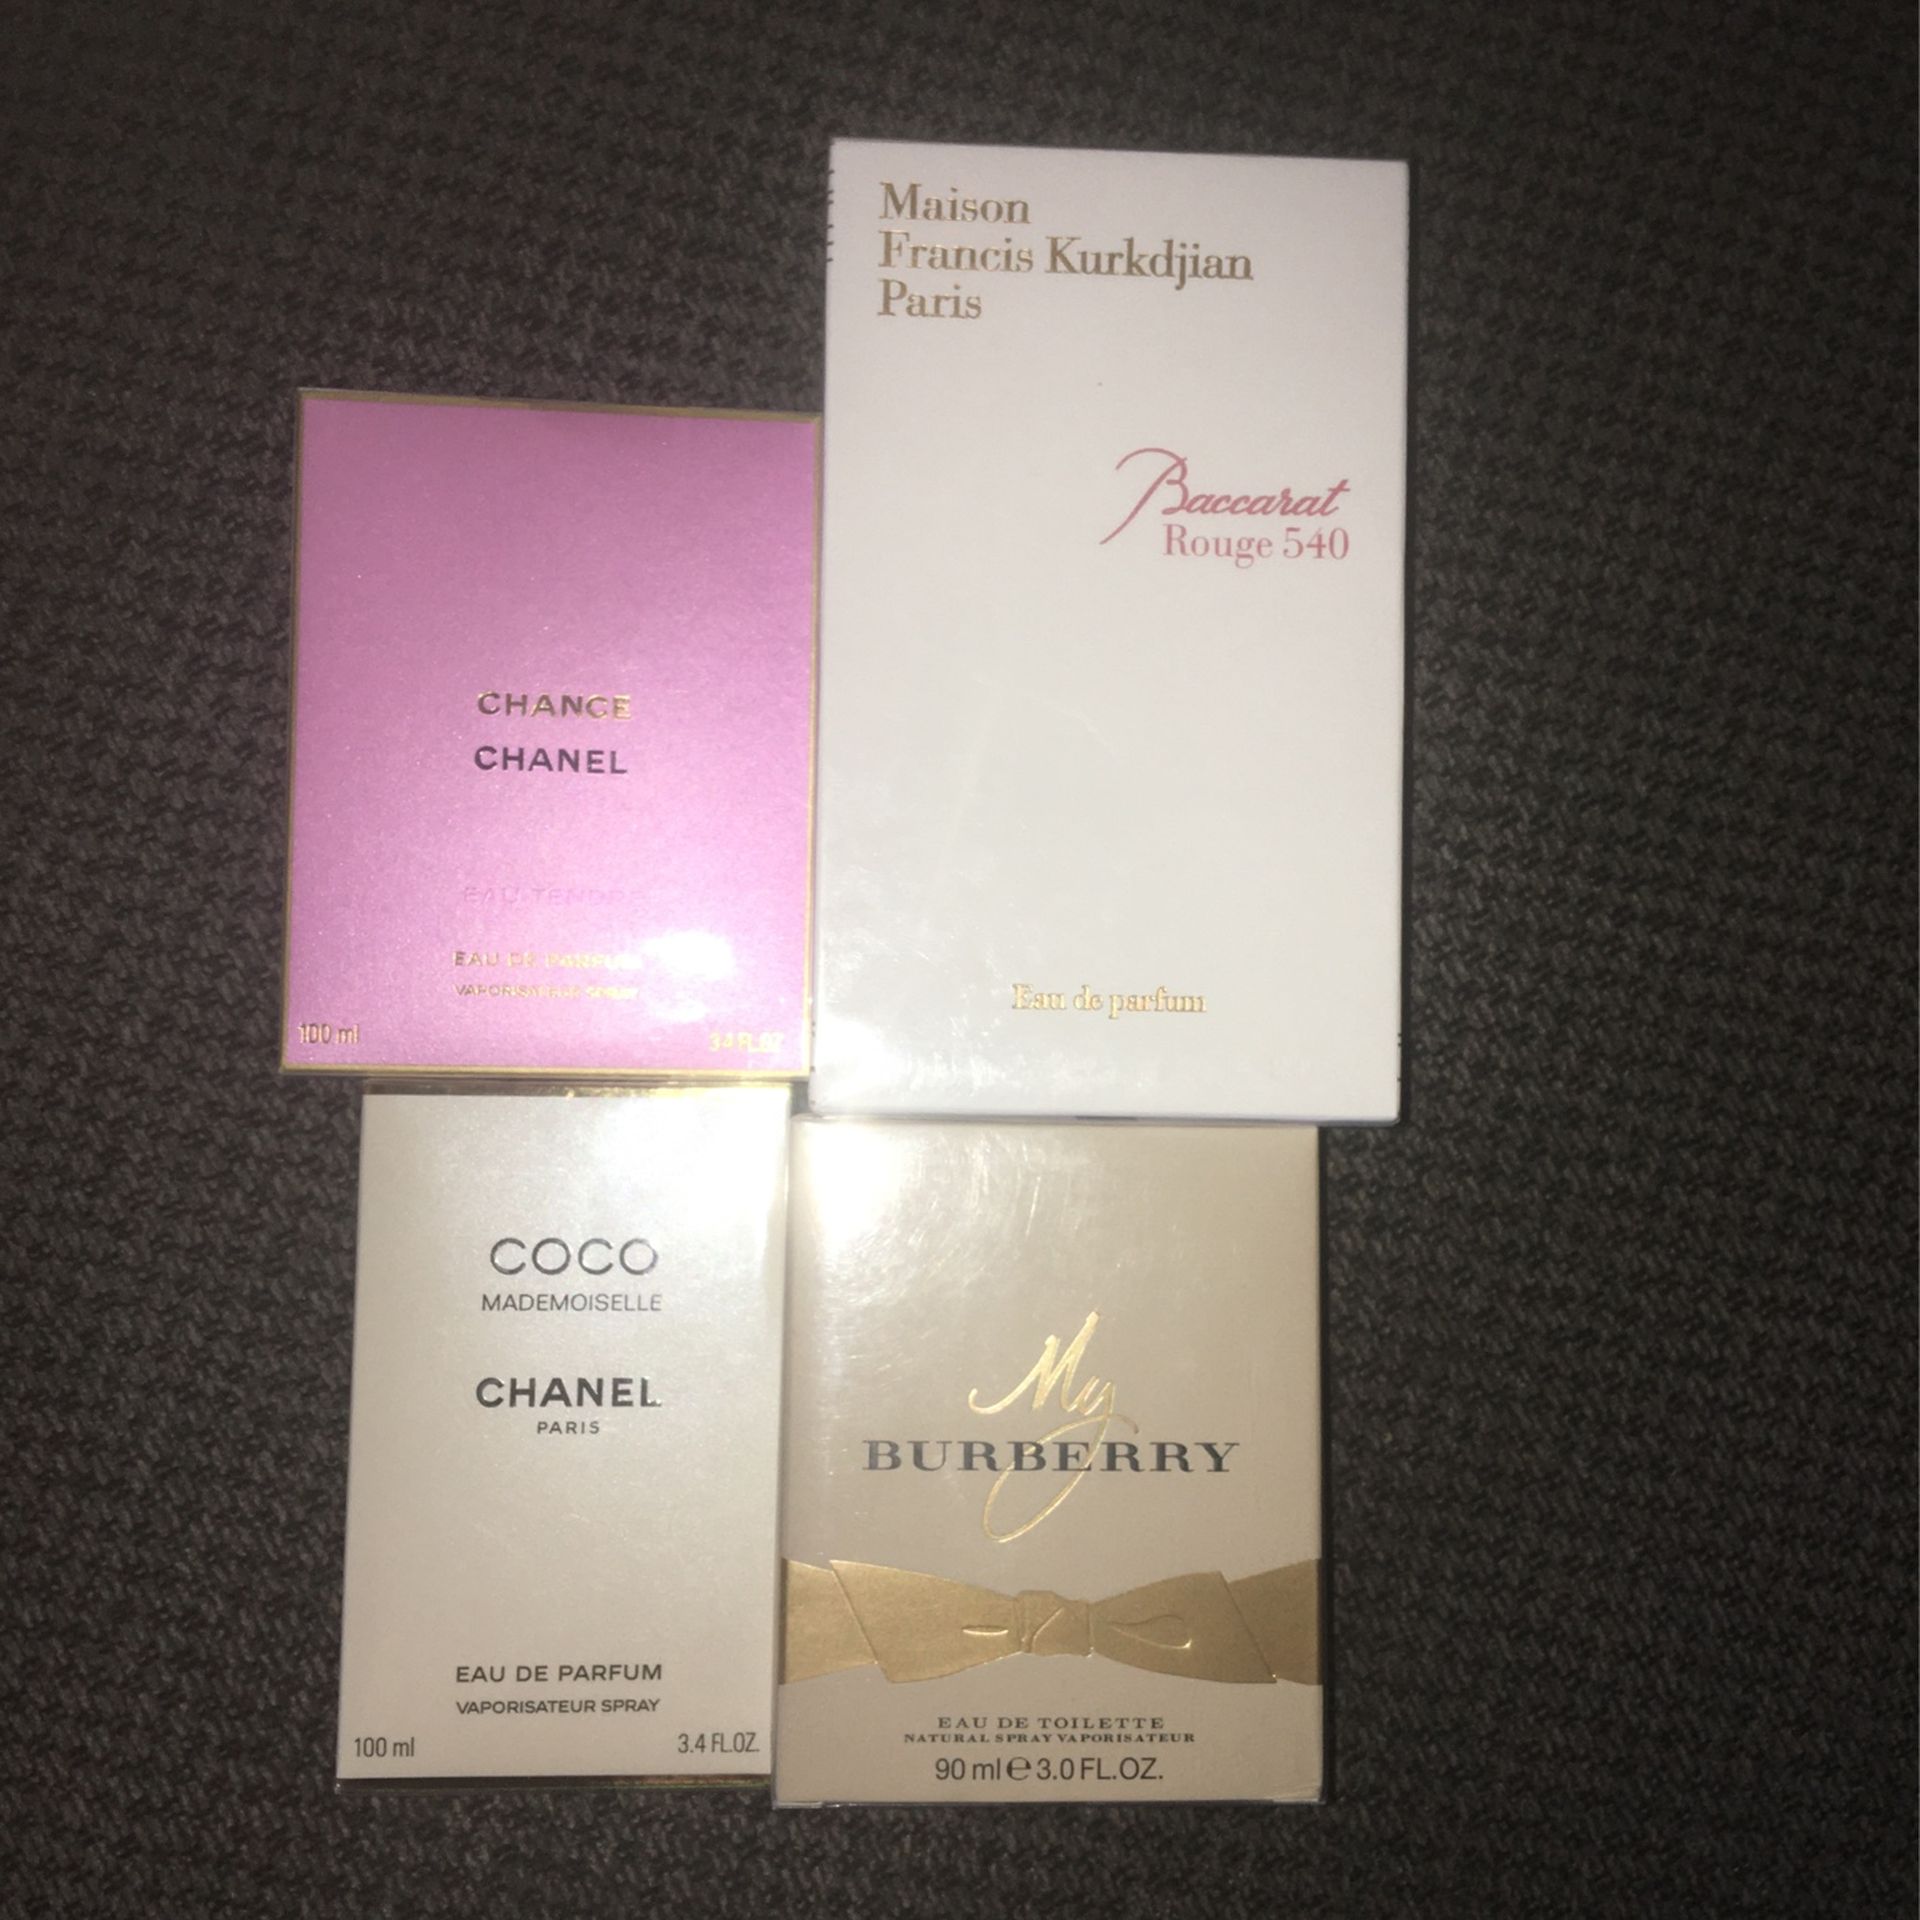 Maison
Francis Kurkdjian
Paris
Baccarat
Rouge 540
Eau de parfum
CHANCE
CHANEL
EAU TENDRE
EAU DE PARFUM
VAPORISATEUR SPRAY
100 ml
3.4 FL.OZ.
COCO
MADEMOISELLE
CHANEL
PARIS
EAU DE PARFUM
VAPORISATEUR SPRAY
100 ml
3.4 FL.OZ.
My
BURBERRY
EAU DE TOILETTE
NATURAL SPRAY VAPORISATEUR
90 ml e 3.0 FL.OZ.